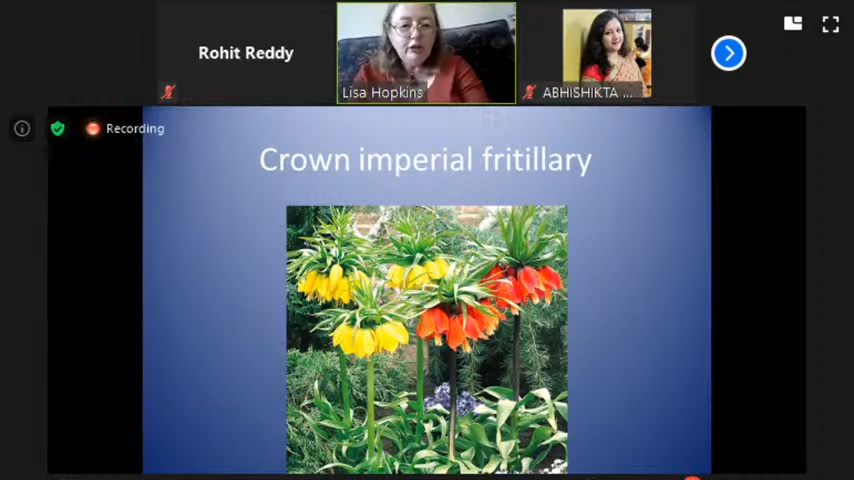 Rohit Reddy
Lisa Hopkins
ABHISHIKTA ...
Recording
Crown imperial fritillary